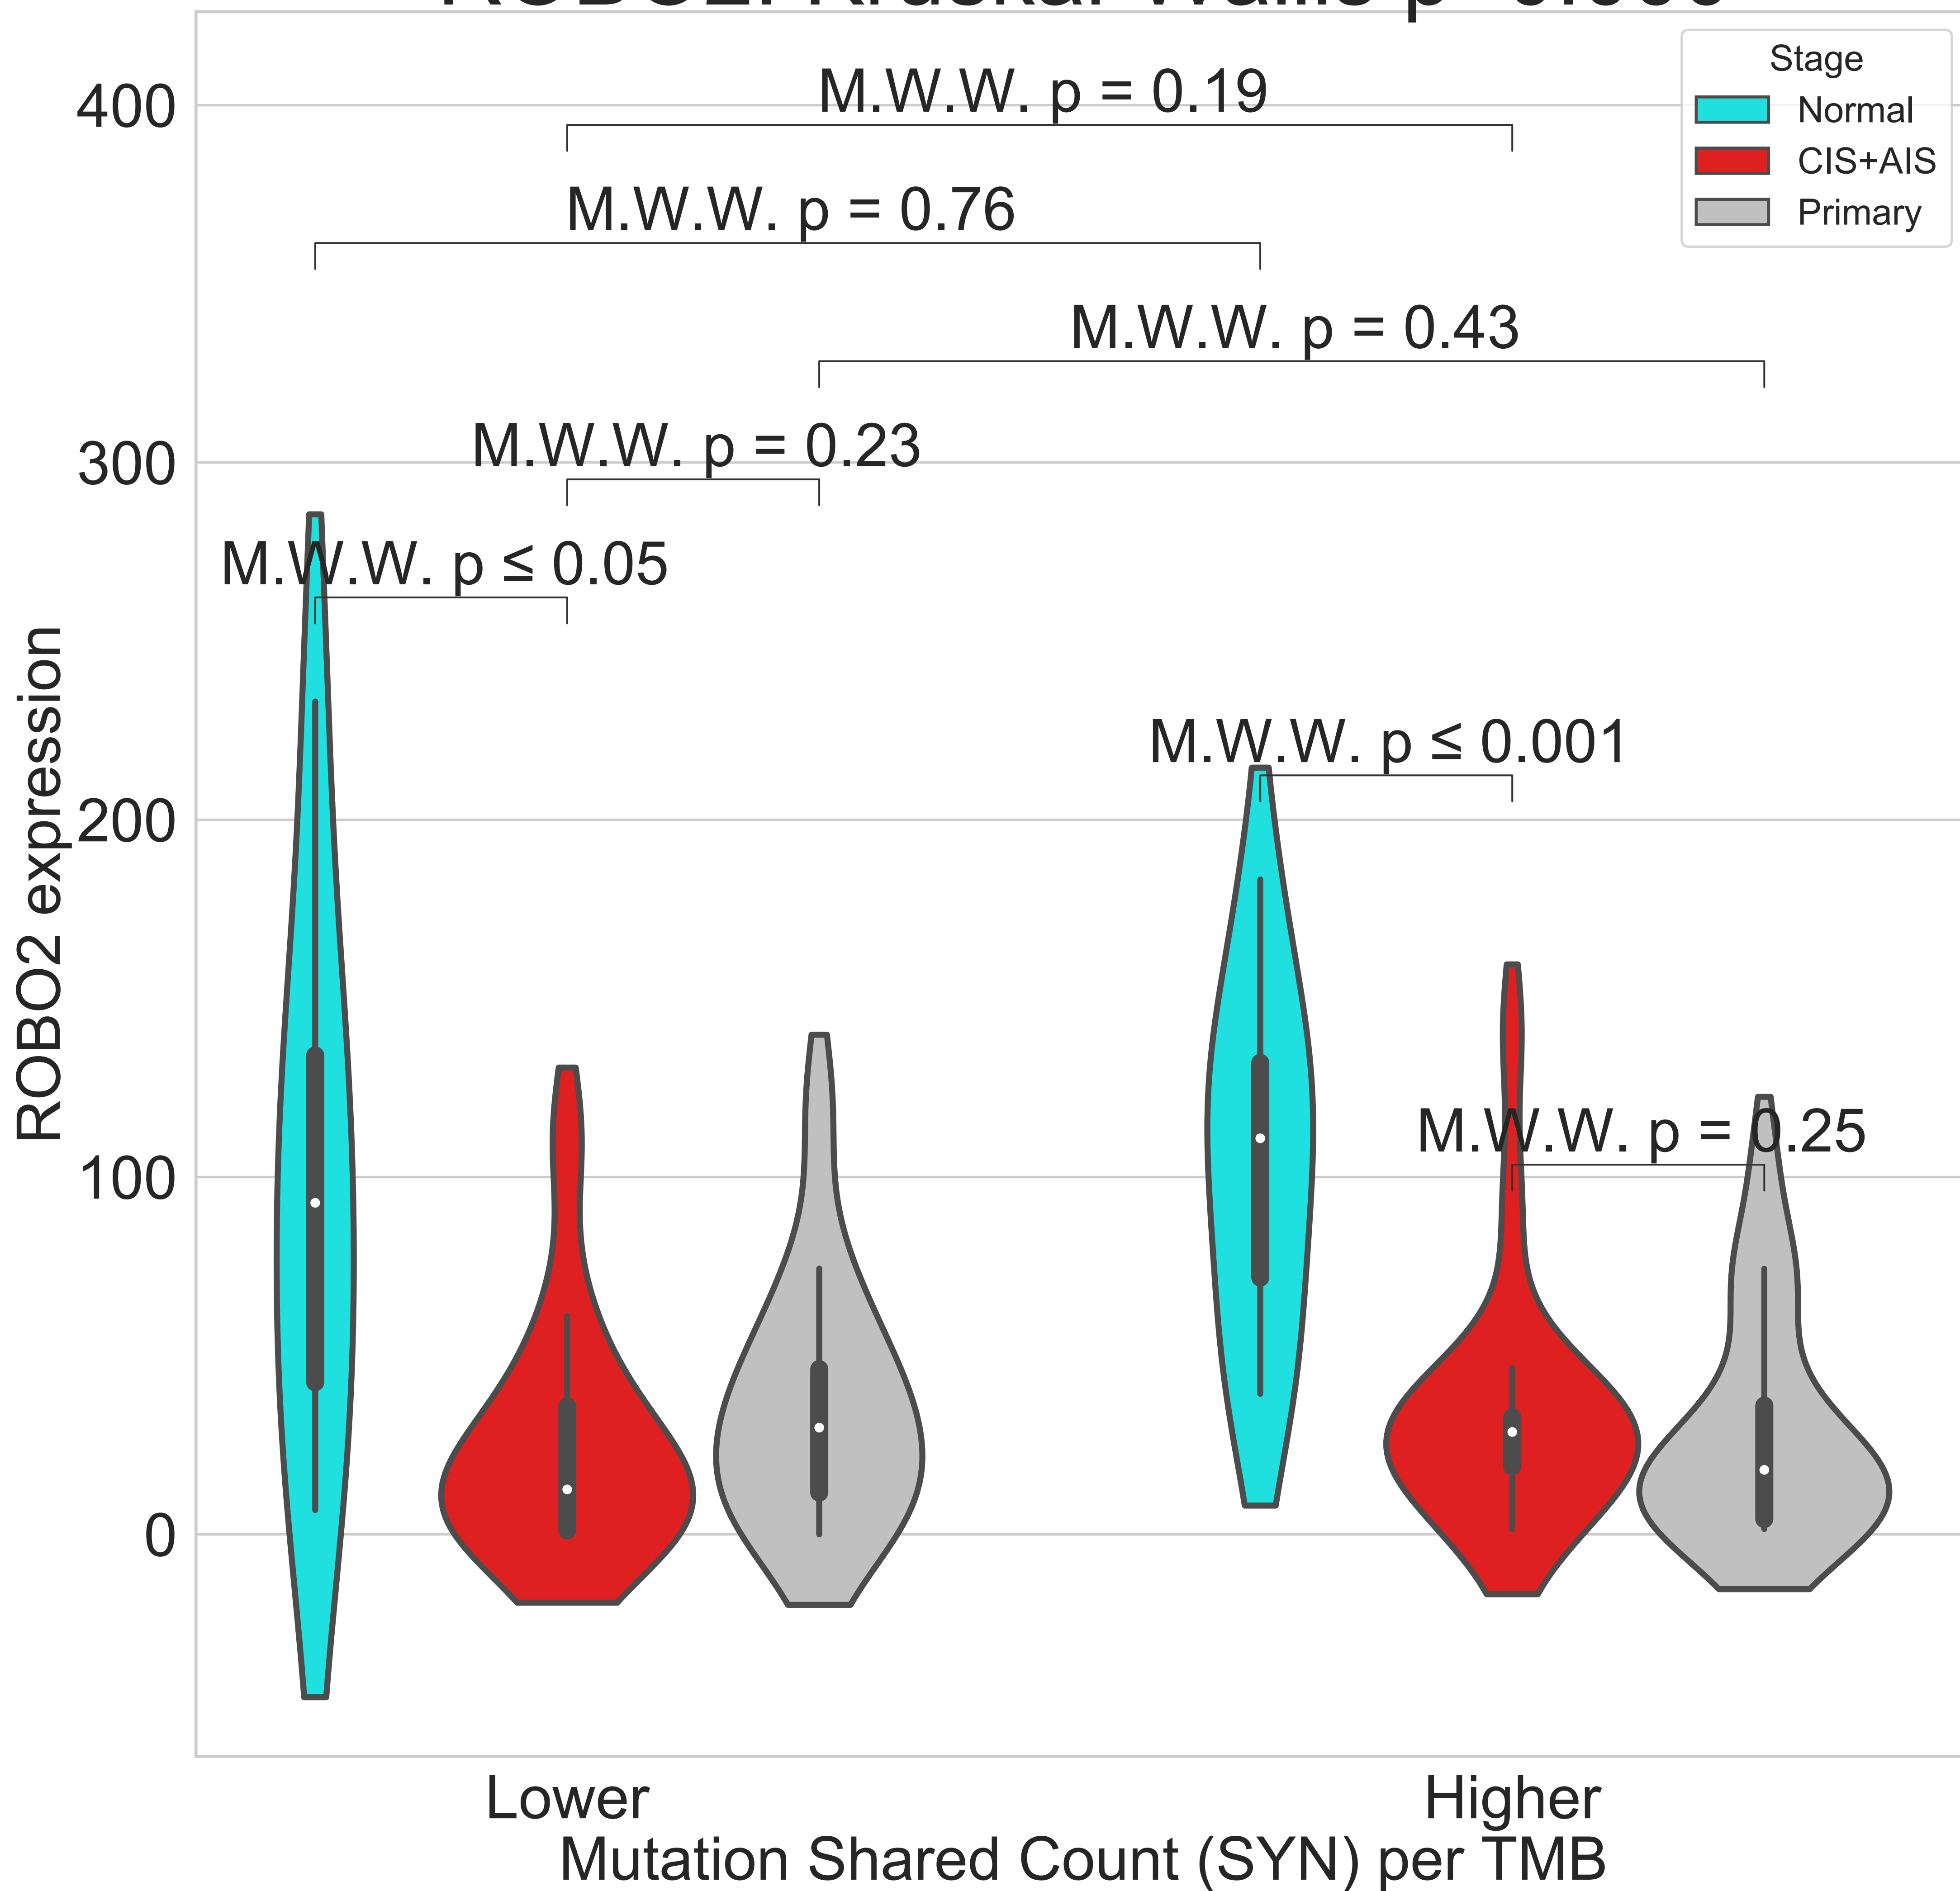 Stage
Normal
CIS+AIS
Primary
M.W.W. p = 0.19
M.W.W. p = 0.76
M.W.W. p = 0.43
M.W.W. p = 0.23
M.W.W. p ≤ 0.05
M.W.W. p ≤ 0.001
M.W.W. p = 0.25
400
300
200
100
0
ROBO2 expression
Lower
Higher
Mutation Shared Count (SYN) per TMB